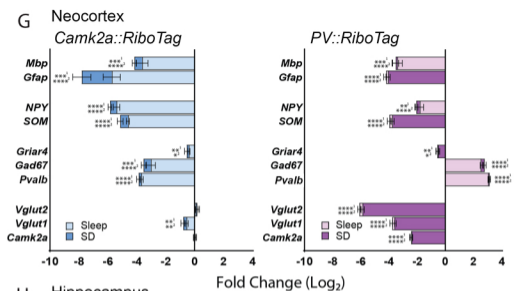 G Neocortex
Camk2a::RiboTag PV::RiboTag
Mbp Mbp
Gfap Gfap
NPY NPY
SOM SOM
Griar4 Griar4
Gad67 Gad67
Pvalb Pvalb
Vglut2 Vglut2
Vglut1 Vglut1
Camk2a Camk2a
Sleep Sleep
SD SD
-10 -8 -6 -4 -2 0 2 4 -10 -8 -6 -4 -2 0 2 4
Fold Change (Log2)